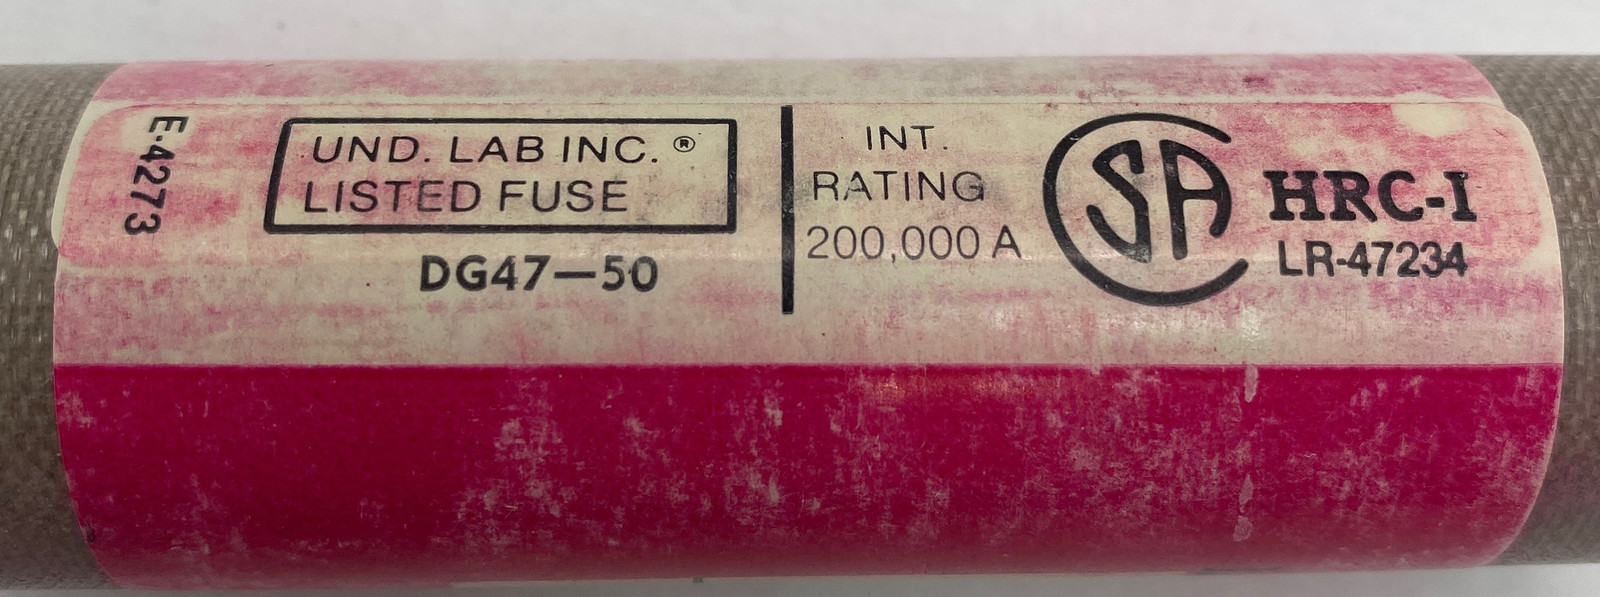 E-4273
UND. LAB INC. ®
LISTED FUSE
DG47—50
INT.
RATING
200,000 A
SA
HRC-I
LR-47234